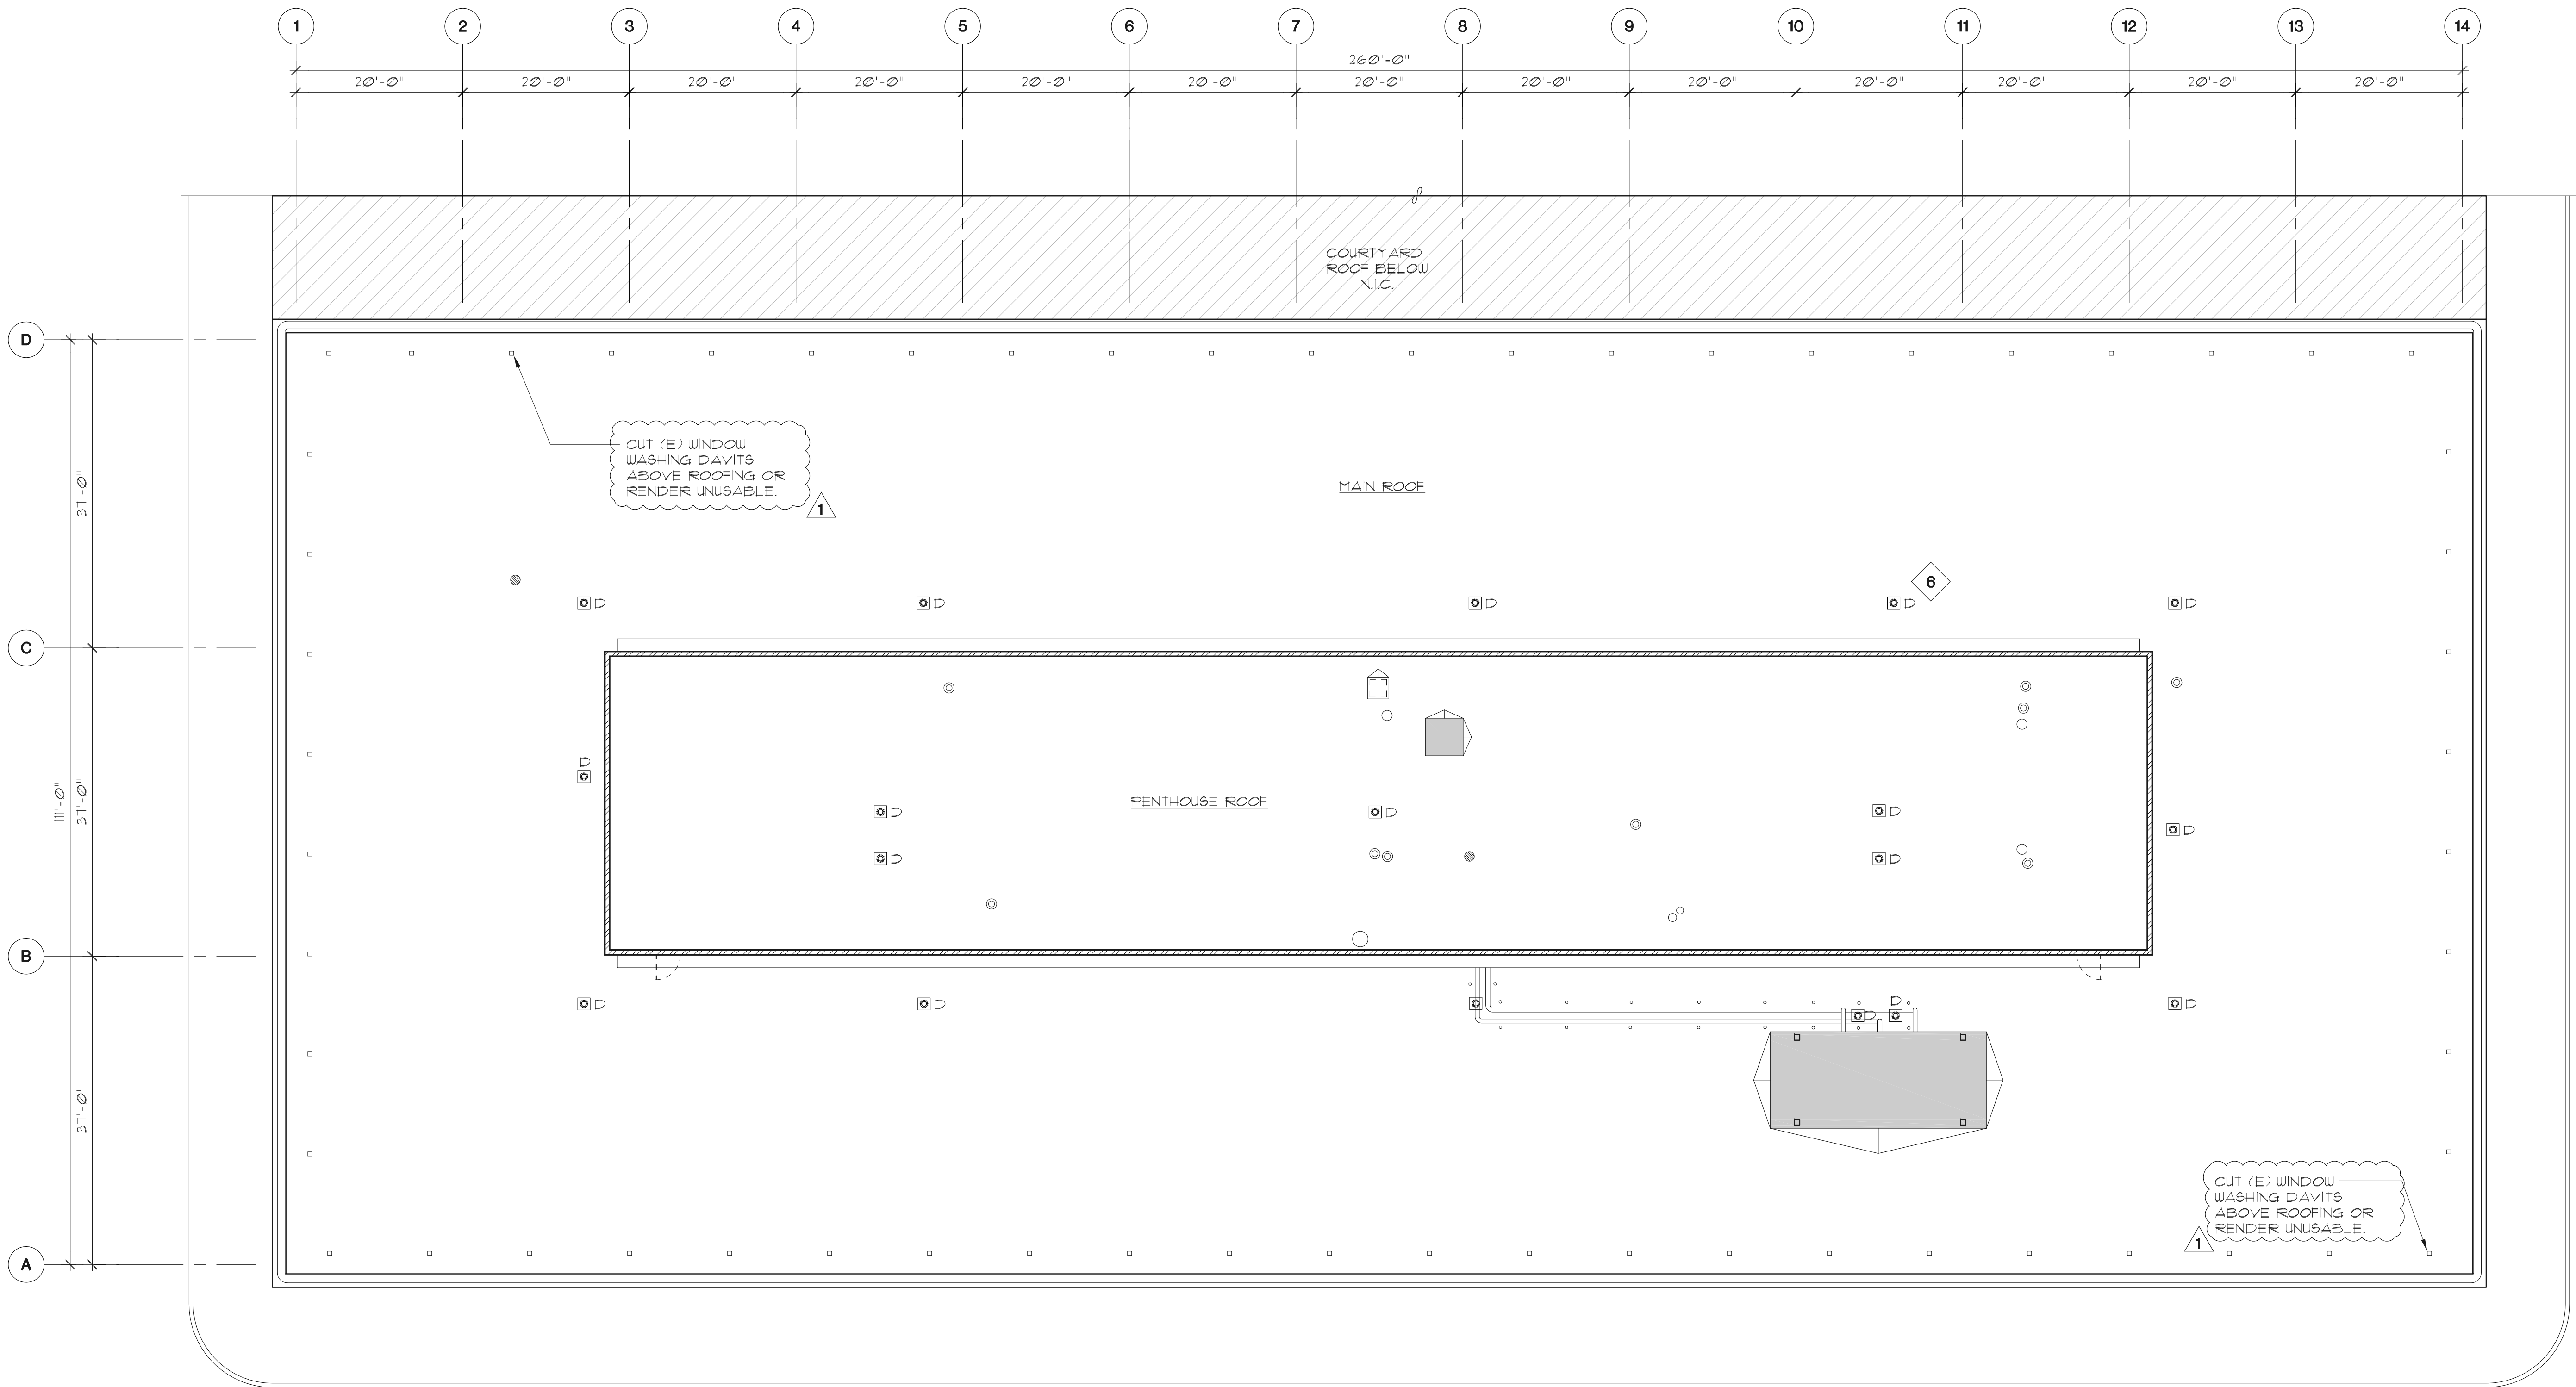 1 2 3 4 5 6 7 8 9 10 11 12 13 14
260'-0"
20'-0" 20'-0" 20'-0" 20'-0" 20'-0" 20'-0" 20'-0" 20'-0" 20'-0" 20'-0" 20'-0" 20'-0" 20'-0"
COURTYARD
ROOF BELOW
N.I.C.
D
CUT (E) WINDOW
WASHING DAVITS
ABOVE ROOFING OR
RENDER UNUSABLE.
1
37'-0"
MAIN ROOF
6
D D D D D
C
D
111'-0"
37'-0"
PENTHOUSE ROOF
D D D
D
D D
B
D D D
D D
37'-0"
CUT (E) WINDOW
WASHING DAVITS
ABOVE ROOFING OR
RENDER UNUSABLE.
1
A